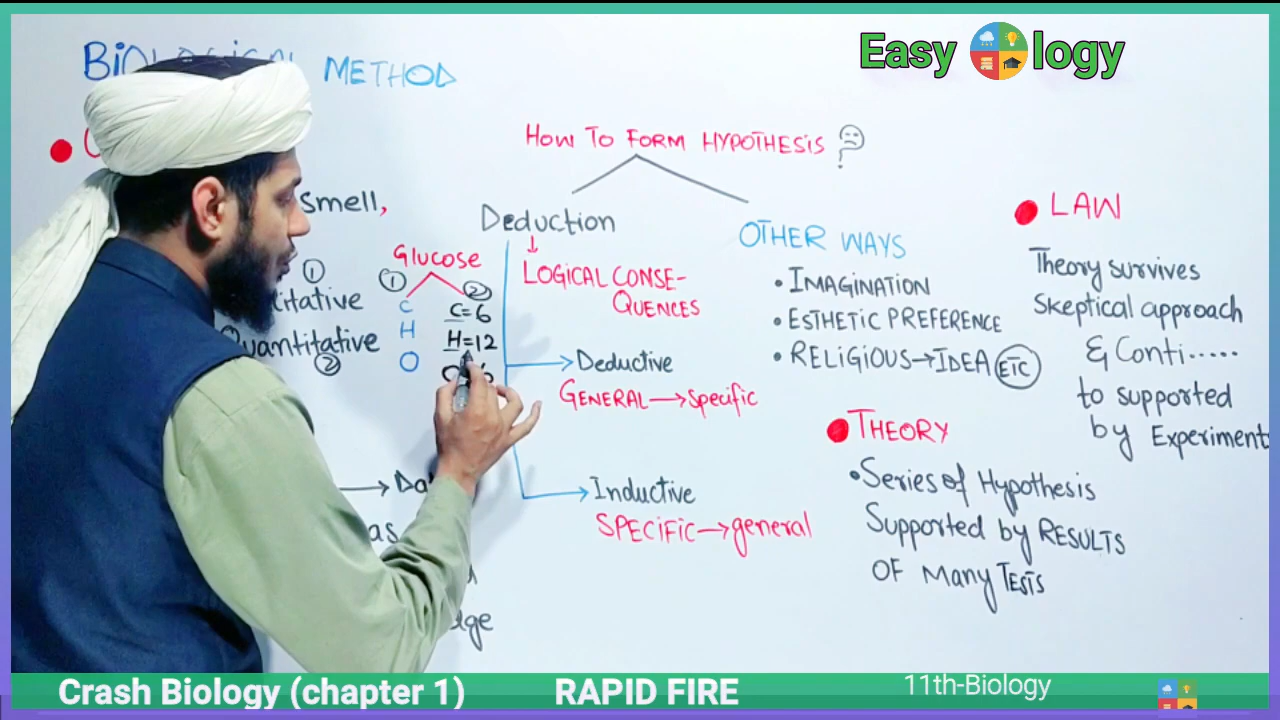 Easy ology
METHOD
HOW TO FORM HYPOTHESIS ?
smell,
Deduction
LOGICAL CONSE-
QUENCES
OTHER WAYS
• IMAGINATION
• ESTHETIC PREFERENCE
• RELIGIOUS→IDEA ETC
Glucose
① ②
C C=6
H H=12
O
①
Quantitative
②
Deductive
GENERAL→specific
Inductive
SPECIFIC→general
LAW
Theory survives
Skeptical approach
& Conti.....
to supported
by Experiment
THEORY
• Series of Hypothesis
Supported by RESULTS
OF Many TESTS
Crash Biology (chapter 1) RAPID FIRE 11th-Biology